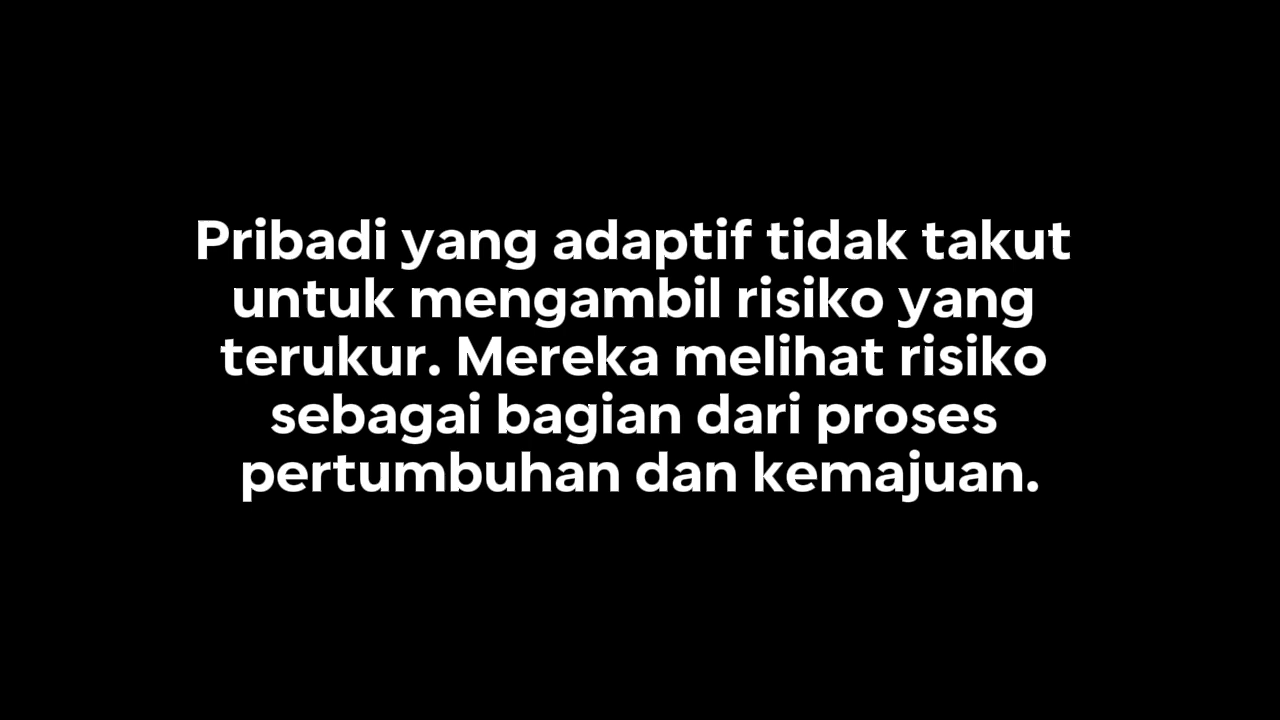 Pribadi yang adaptif tidak takut
untuk mengambil risiko yang
terukur. Mereka melihat risiko
sebagai bagian dari proses
pertumbuhan dan kemajuan.